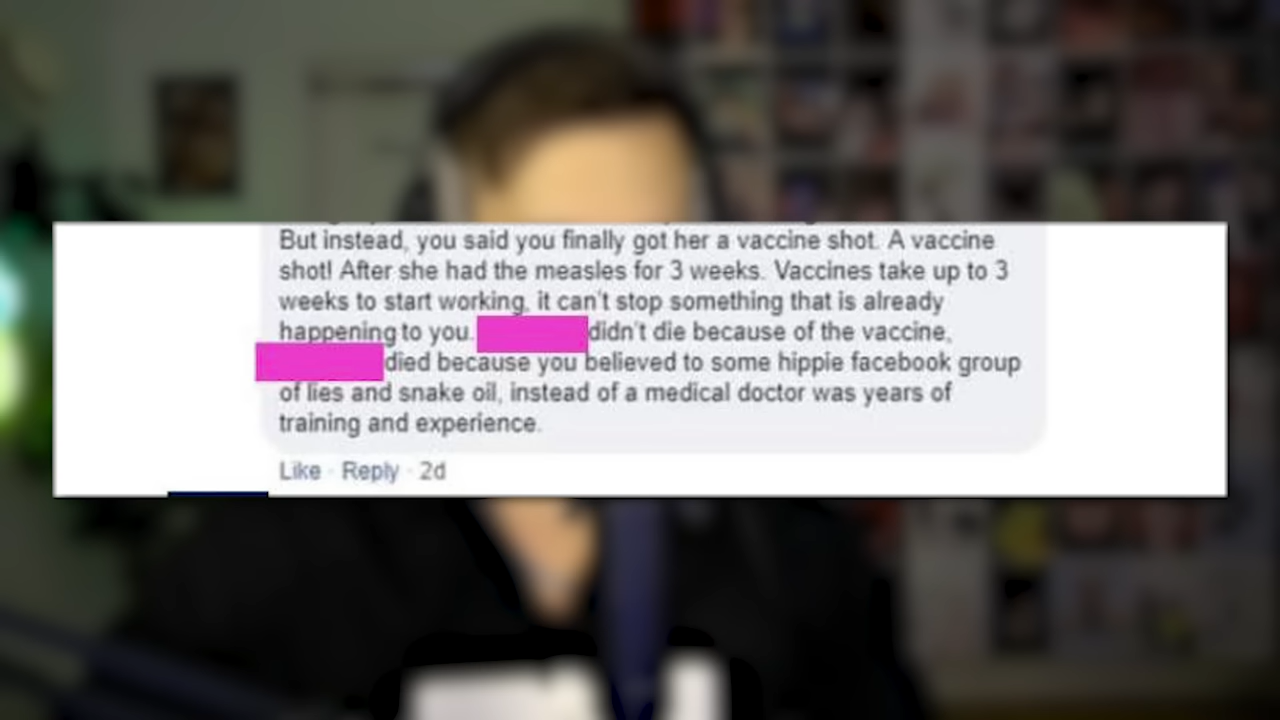 But instead, you said you finally got her a vaccine shot. A vaccine
shot! After she had the measles for 3 weeks. Vaccines take up to 3
weeks to start working, it can't stop something that is already
happening to you. didn't die because of the vaccine,
died because you believed to some hippie facebook group
of lies and snake oil, instead of a medical doctor was years of
training and experience.
Like · Reply · 2d